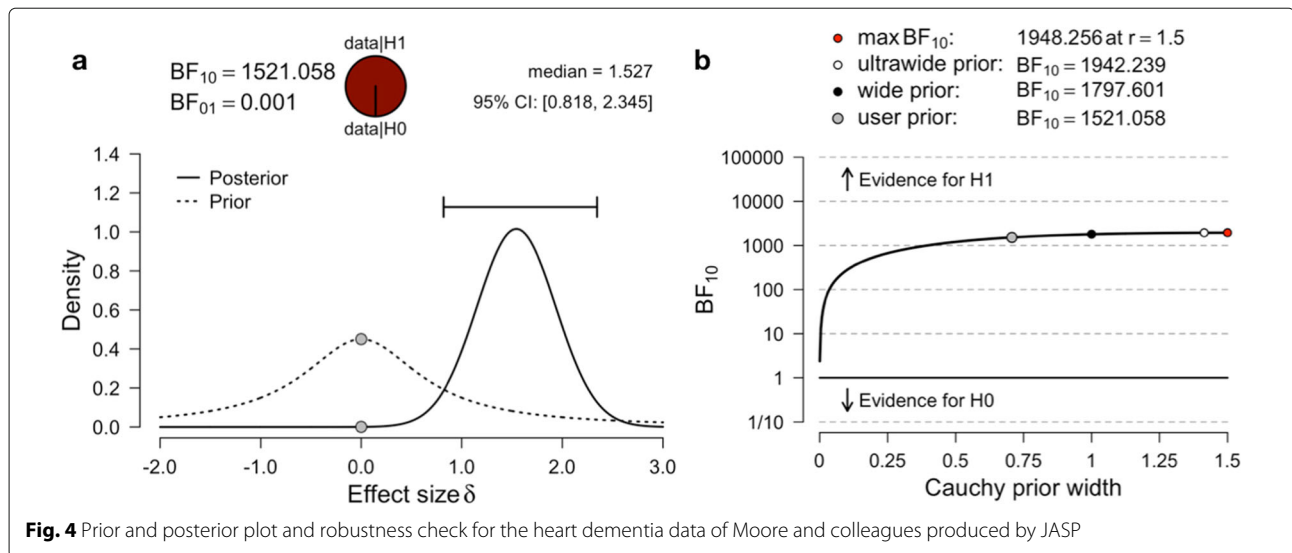 a
data|H1
BF10 = 1521.058
BF01 = 0.001
data|H0
median = 1.527
95% CI: [0.818, 2.345]
Posterior
Prior
1.4
1.2
1.0
0.8
0.6
0.4
0.2
0.0
Density
-2.0 -1.0 0.0 1.0 2.0 3.0
Effect size δ
b
max BF10: 1948.256 at r = 1.5
ultrawide prior: BF10 = 1942.239
wide prior: BF10 = 1797.601
user prior: BF10 = 1521.058
100000
10000
1000
100
10
1
1/10
BF10
↑ Evidence for H1
↓ Evidence for H0
0 0.25 0.5 0.75 1 1.25 1.5
Cauchy prior width
Fig. 4 Prior and posterior plot and robustness check for the heart dementia data of Moore and colleagues produced by JASP